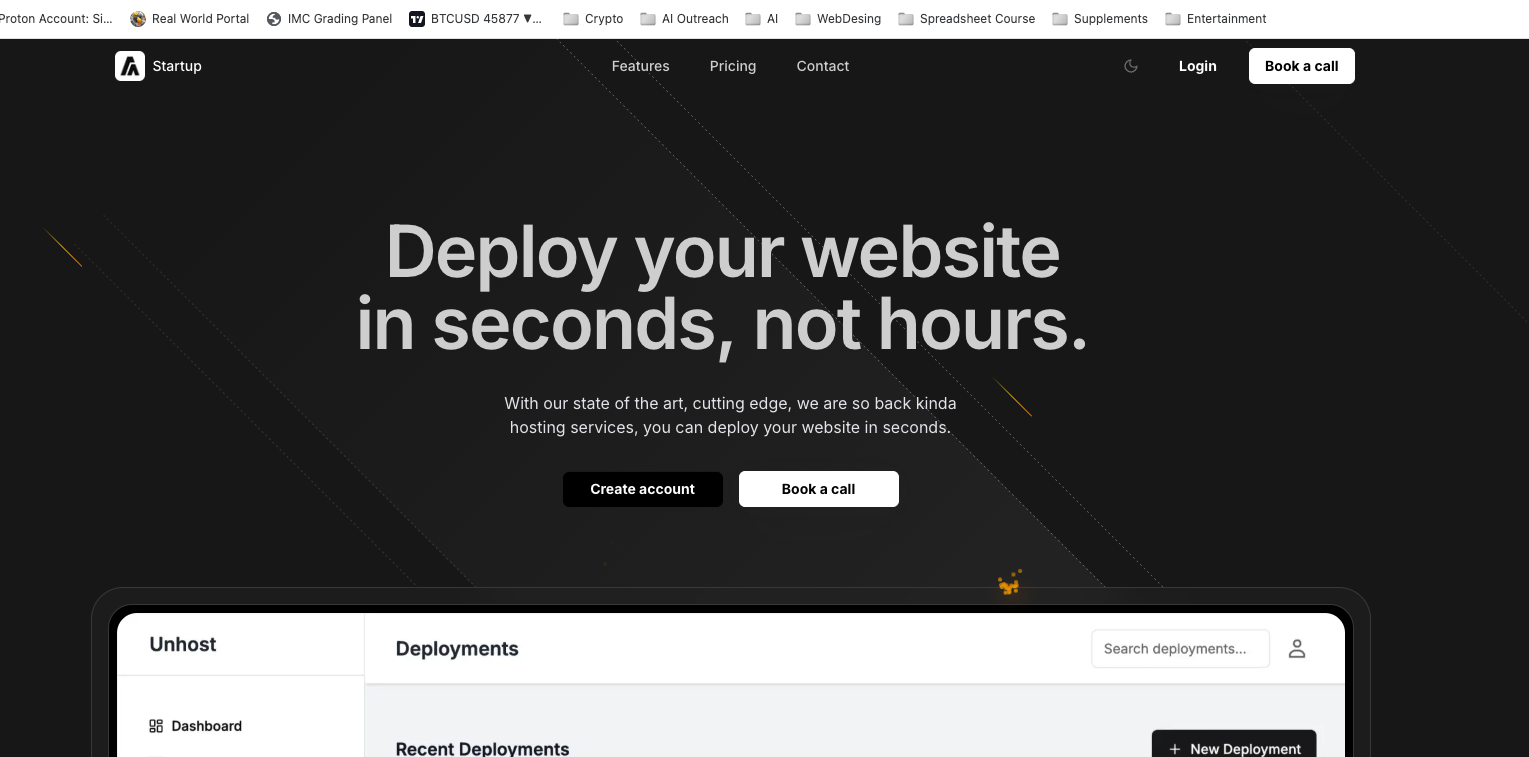 Proton Account: Si...
Real World Portal
IMC Grading Panel
BTCUSD 45877 ▼...
Crypto
AI Outreach
AI
WebDesing
Spreadsheet Course
Supplements
Entertainment
Startup
Features
Pricing
Contact
Login
Book a call
Deploy your website
in seconds, not hours.
With our state of the art, cutting edge, we are so back kinda
hosting services, you can deploy your website in seconds.
Create account
Book a call
Unhost
Deployments
Search deployments...
Dashboard
Recent Deployments
+ New Deployment